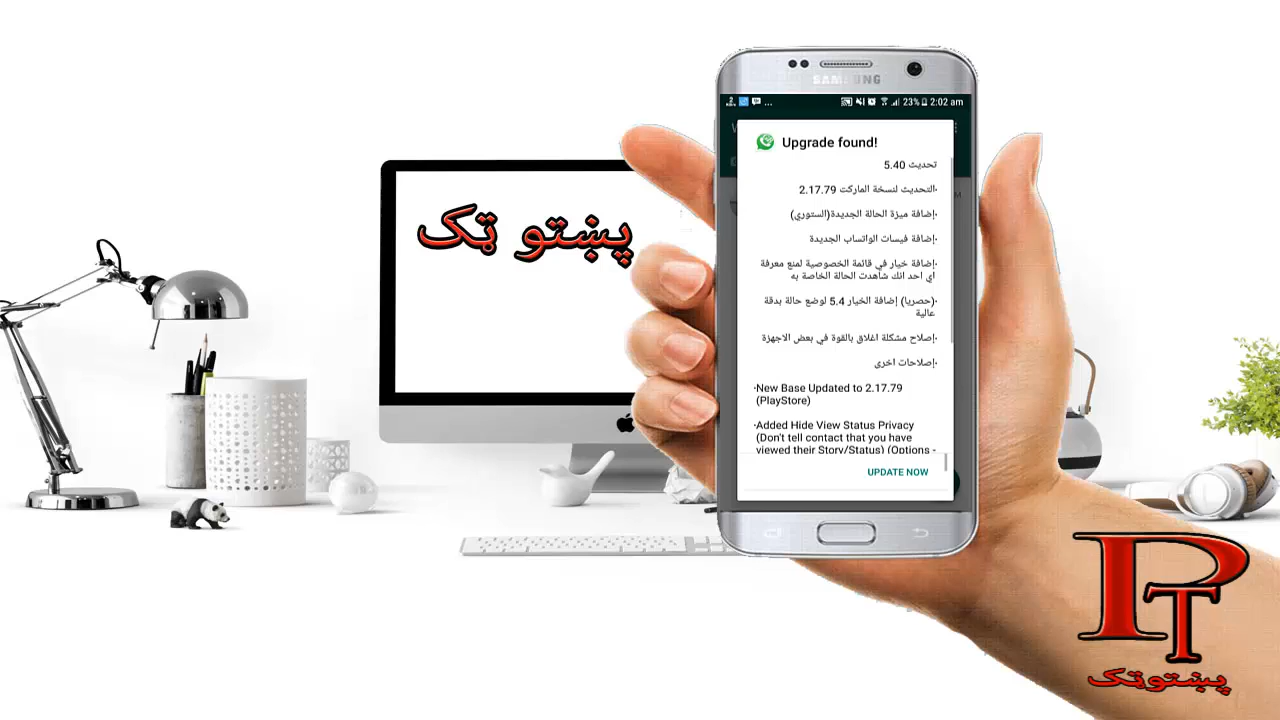 پښتو ټک
SAMSUNG
23% 2:02 am
Upgrade found!
تحديث 5.40
·التحديث لنسخة الماركت 2.17.79
·إضافة ميزة الحالة الجديدة(الستوري)
·إضافة فيسات الواتساب الجديدة
·إضافة خيار في قائمة الخصوصية لمنع معرفة
اي احد انك شاهدت الحالة الخاصة به
·(حصريا) إضافة الخيار 5.4 لوضع حالة بدقة
عالية
·إصلاح مشكلة اغلاق بالقوة في بعض الاجهزة
·إصلاحات اخرى
·New Base Updated to 2.17.79
(PlayStore)
·Added Hide View Status Privacy
(Don't tell contact that you have
viewed their Story/Status) (Options -
UPDATE NOW
PT
پښتوټک